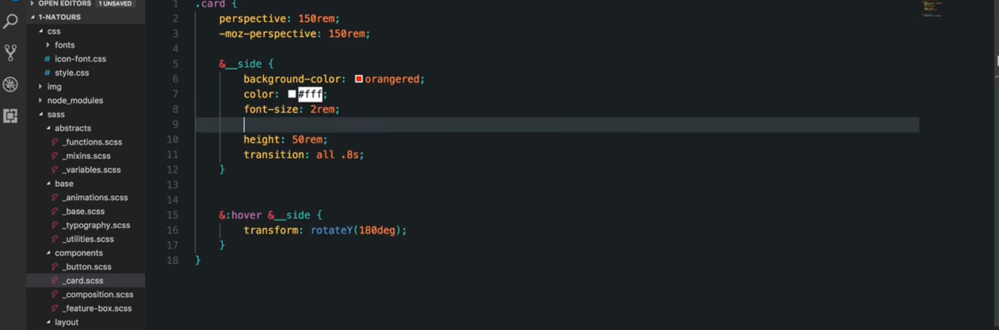 OPEN EDITORS 1 UNSAVED
1-NATOURS
css
fonts
# icon-font.css
# style.css
img
node_modules
sass
abstracts
_functions.scss
_mixins.scss
_variables.scss
base
_animations.scss
_base.scss
_typography.scss
_utilities.scss
components
_button.scss
_card.scss
_composition.scss
_feature-box.scss
layout
1 .card {
2 perspective: 150rem;
3 -moz-perspective: 150rem;
4
5 &__side {
6 background-color: orangered;
7 color: #fff;
8 font-size: 2rem;
9
10 height: 50rem;
11 transition: all .8s;
12 }
13
14
15 &:hover &__side {
16 transform: rotateY(180deg);
17 }
18 }